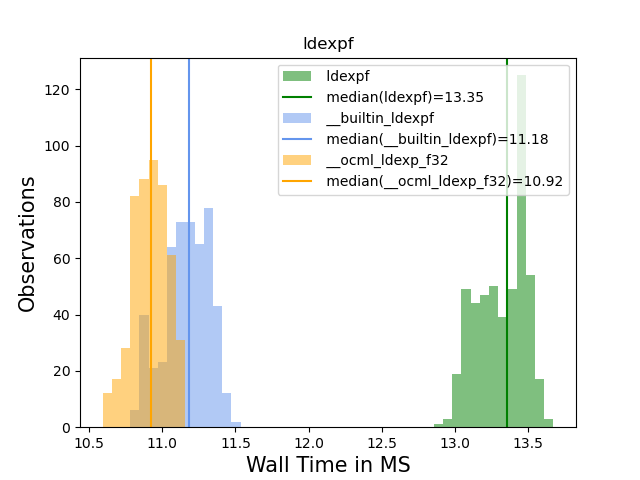 ldexpf
ldexpf
median(ldexpf)=13.35
__builtin_ldexpf
median(__builtin_ldexpf)=11.18
__ocml_ldexp_f32
median(__ocml_ldexp_f32)=10.92
120
100
80
60
40
20
0
Observations
10.5 11.0 11.5 12.0 12.5 13.0 13.5
Wall Time in MS